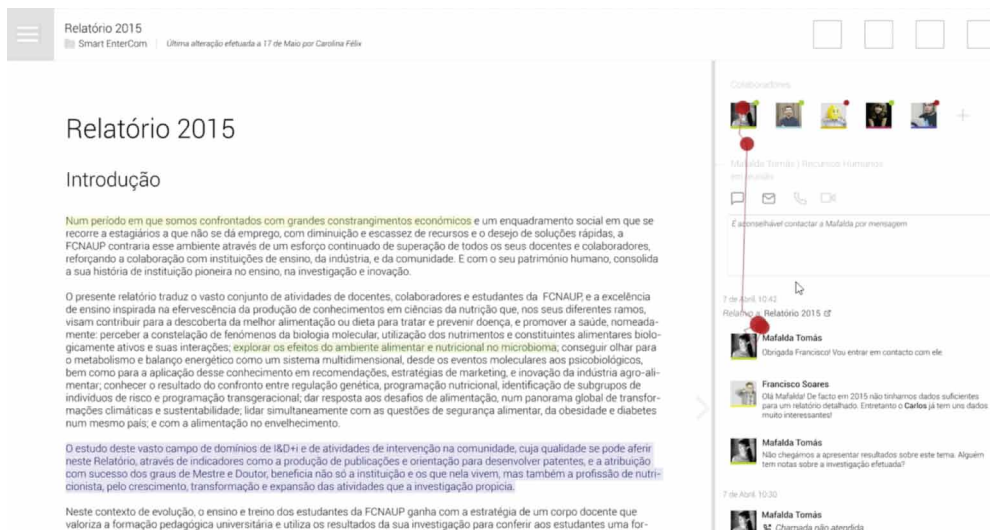 Relatório 2015
Smart EnterCom
Última alteração efetuada a 17 de Maio por Carolina Félix
Relatório 2015
Introdução
Num período em que somos confrontados com grandes constrangimentos económicos e um enquadramento social em que se
recorre a estagiários a que não se dá emprego, com diminuição e escassez de recursos e o desejo de soluções rápidas, a
FCNAUP contraria esse ambiente através de um esforço continuado de superação de todos os seus docentes e colaboradores,
reforçando a colaboração com instituições de ensino, da indústria, e da comunidade. E com o seu património humano, consolida
a sua história de instituição pioneira no ensino, na investigação e inovação.
O presente relatório traduz o vasto conjunto de atividades de docentes, colaboradores e estudantes da FCNAUP, e a excelência
de ensino inspirada na efervescência da produção de conhecimentos em ciências da nutrição que, nos seus diferentes ramos,
visam contribuir para a descoberta da melhor alimentação ou dieta para tratar e prevenir doença, e promover a saúde, nomeada-
mente: perceber a constelação de fenómenos da biologia molecular, utilização dos nutrimentos e constituintes alimentares bioló-
gicamente ativos e suas interações; explorar os efeitos do ambiente alimentar e nutricional no microbioma; conseguir olhar para
o metabolismo e balanço energético como um sistema multidimensional, desde os eventos moleculares aos psicobiológicos,
bem como para a aplicação desse conhecimento em recomendações, estratégias de marketing, e inovação da indústria agro-ali-
mentar; conhecer o resultado do confronto entre regulação genética, programação nutricional, identificação de subgrupos de
indivíduos de risco e programação transgeracional; dar resposta aos desafios de alimentação, num panorama global de transfor-
mações climáticas e sustentabilidade; lidar simultaneamente com as questões de segurança alimentar, da obesidade e diabetes
num mesmo país; e com a alimentação no envelhecimento.
O estudo deste vasto campo de domínios de I&D+i e de atividades de intervenção na comunidade, cuja qualidade se pode aferir
neste Relatório, através de indicadores como a produção de publicações e orientação para desenvolver patentes, e a atribuição
com sucesso dos graus de Mestre e Doutor, beneficia não só a instituição e os que nela vivem, mas também a profissão de nutri-
cionista, pelo crescimento, transformação e expansão das atividades que a investigação propicia.
Neste contexto de evolução, o ensino e treino dos estudantes da FCNAUP ganha com a estratégia de um corpo docente que
valoriza a formação pedagógica universitária e utiliza os resultados da sua investigação para conferir aos estudantes uma for-
Colaboradores
Mafalda Tomás | Recursos Humanos
em reunião
É aconselhável contactar a Mafalda por mensagem
7 de Abril, 10:42
Relativo a: Relatório 2015
Mafalda Tomás
Obrigada Francisco! Vou entrar em contacto com ele.
Francisco Soares
Olá Mafalda! De facto em 2015 não tínhamos dados suficientes
para um relatório detalhado. Entretanto o Carlos já tem uns dados
muito interessantes!
Mafalda Tomás
Não chegámos a apresentar resultados sobre este tema. Alguém
tem notas sobre a investigação efetuada?
7 de Abril, 10:30
Mafalda Tomás
Chamada não atendida